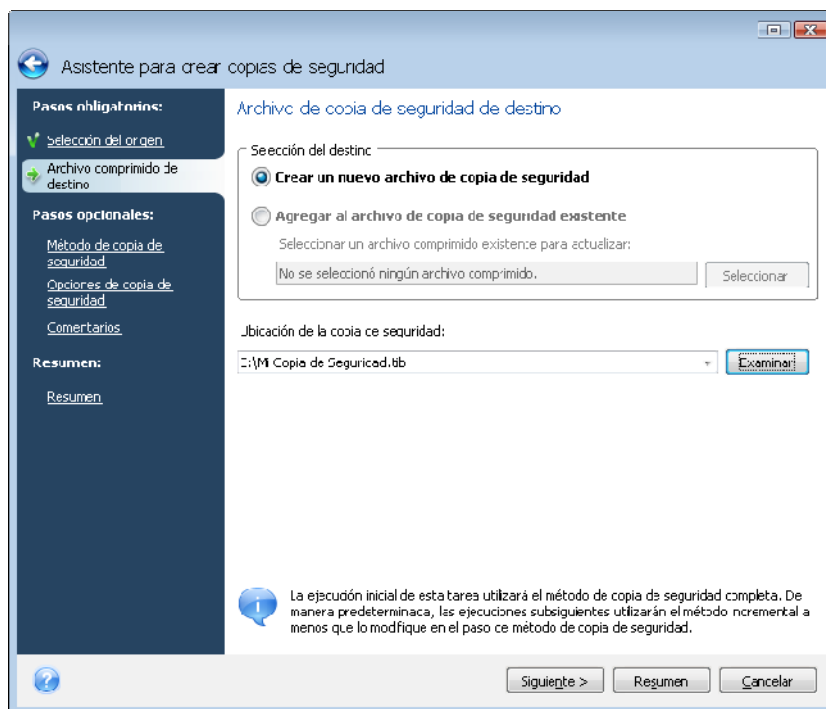 Asistente para crear copias de seguridad
Pasos obligatorios:
Selección del origen
Archivo comprimido de
destino
Pasos opcionales:
Método de copia de
seguridad
Opciones de copia de
seguridad
Comentarios
Resumen:
Resumen
Archivo de copia de seguridad de destino
Selección del destino
Crear un nuevo archivo de copia de seguridad
Agregar al archivo de copia de seguridad existente
Seleccionar un archivo comprimido existente para actualizar:
No se seleccionó ningún archivo comprimido.
Seleccionar
Ubicación de la copia de seguridad:
Mi Copia de Seguridad.tib
Examinar
La ejecución inicial de esta tarea utilizará el método de copia de seguridad completa. De
manera predeterminada, las ejecuciones subsiguientes utilizarán el método incremental a
menos que lo modifique en el paso de método de copia de seguridad.
Siguiente >
Resumen
Cancelar